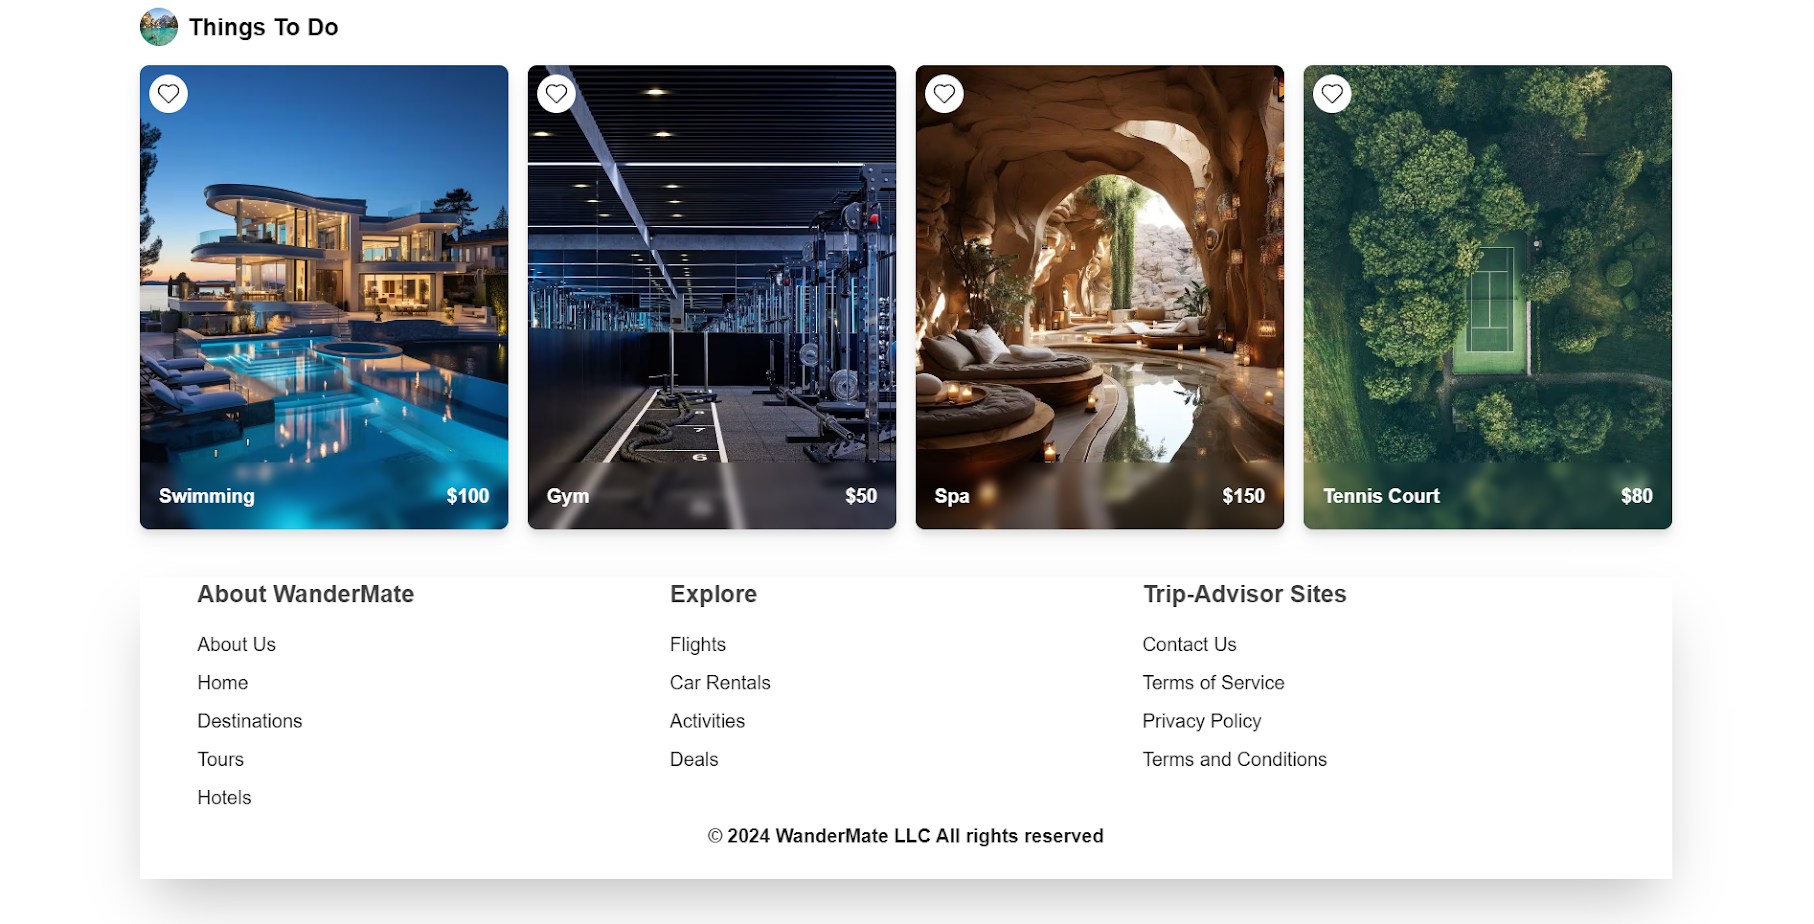 Things To Do
Swimming $100
Gym $50
Spa $150
Tennis Court $80
About WanderMate
About Us
Home
Destinations
Tours
Hotels
Explore
Flights
Car Rentals
Activities
Deals
Trip-Advisor Sites
Contact Us
Terms of Service
Privacy Policy
Terms and Conditions
© 2024 WanderMate LLC All rights reserved